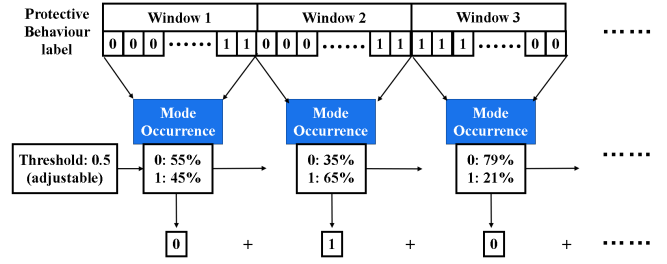 Protective
Behaviour
label
Window 1 Window 2 Window 3
0 0 0 ...... 1 1 0 0 0 ...... 1 1 1 1 1 ...... 0 0
......
Mode
Occurrence
Mode
Occurrence
Mode
Occurrence
Threshold: 0.5
(adjustable)
0: 55%
1: 45%
0: 35%
1: 65%
0: 79%
1: 21%
......
0 + 1 + 0 + ......